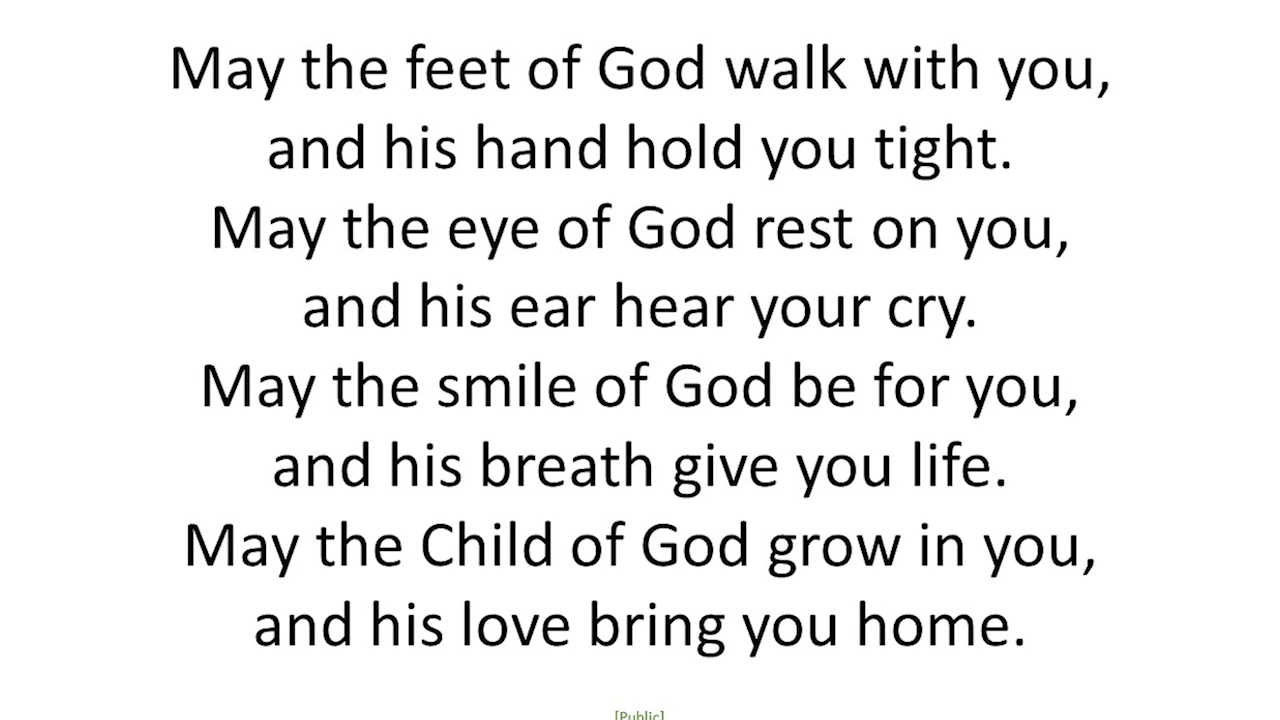 May the feet of God walk with you,
and his hand hold you tight.
May the eye of God rest on you,
and his ear hear your cry.
May the smile of God be for you,
and his breath give you life.
May the Child of God grow in you,
and his love bring you home.
[Public]